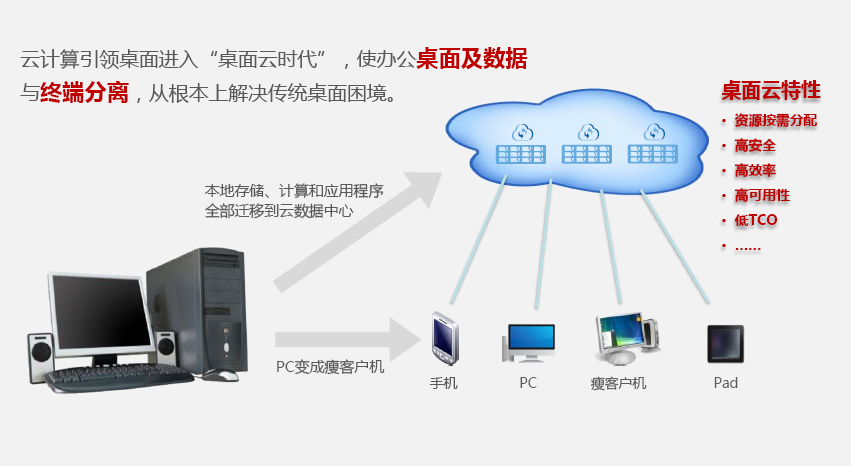 云计算引领桌面进入“桌面云时代”，使办公桌面及数据
与终端分离，从根本上解决传统桌面困境。
桌面云特性
• 资源按需分配
• 高安全
• 高效率
• 高可用性
• 低TCO
• ……
本地存储、计算和应用程序
全部迁移到云数据中心
PC变成瘦客户机
手机
PC
瘦客户机
Pad